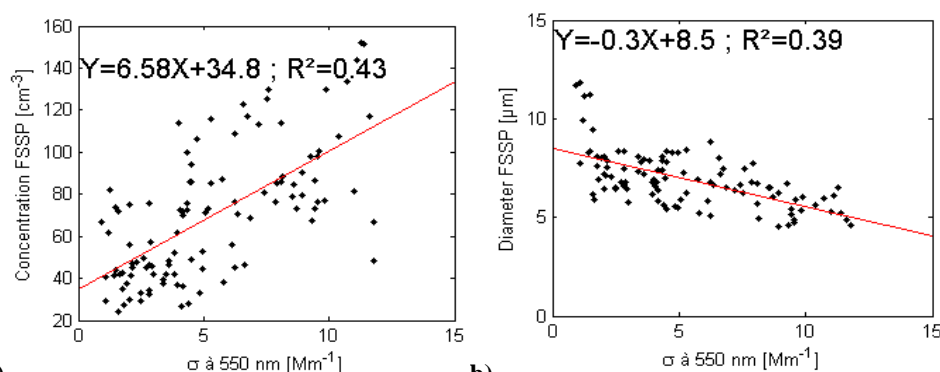 160
140
120
100
80
60
40
20
Concentration FSSP [cm⁻³]
Y=6.58X+34.8 ; R²=0.43
0
5
10
15
σ à 550 nm [Mm⁻¹]
15
10
5
0
Diameter FSSP [µm]
Y=-0.3X+8.5 ; R²=0.39
0
5
10
15
σ à 550 nm [Mm⁻¹]
b)